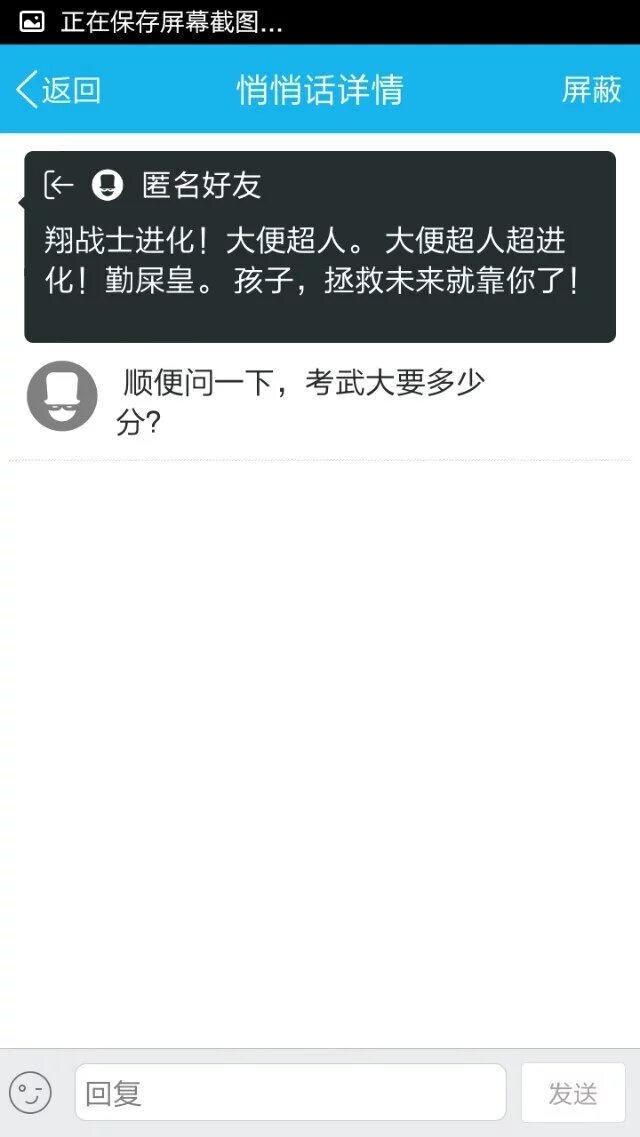 正在保存屏幕截图...
返回 悄悄话详情 屏蔽
匿名好友
翔战士进化！大便超人。 大便超人超进
化！勤屎皇。 孩子，拯救未来就靠你了！
顺便问一下，考武大要多少
分?
回复 发送